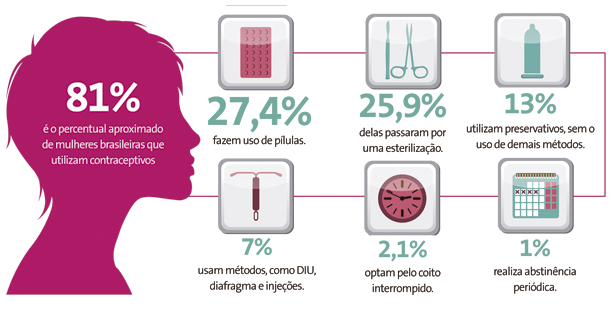 81%
é o percentual aproximado
de mulheres brasileiras que
utilizam contraceptivos
27,4%
fazem uso de pílulas.
25,9%
delas passaram por
uma esterilização.
13%
utilizam preservativos, sem o
uso de demais métodos.
7%
usam métodos, como DIU,
diafragma e injeções.
2,1%
optam pelo coito
interrompido.
1%
realiza abstinência
periódica.